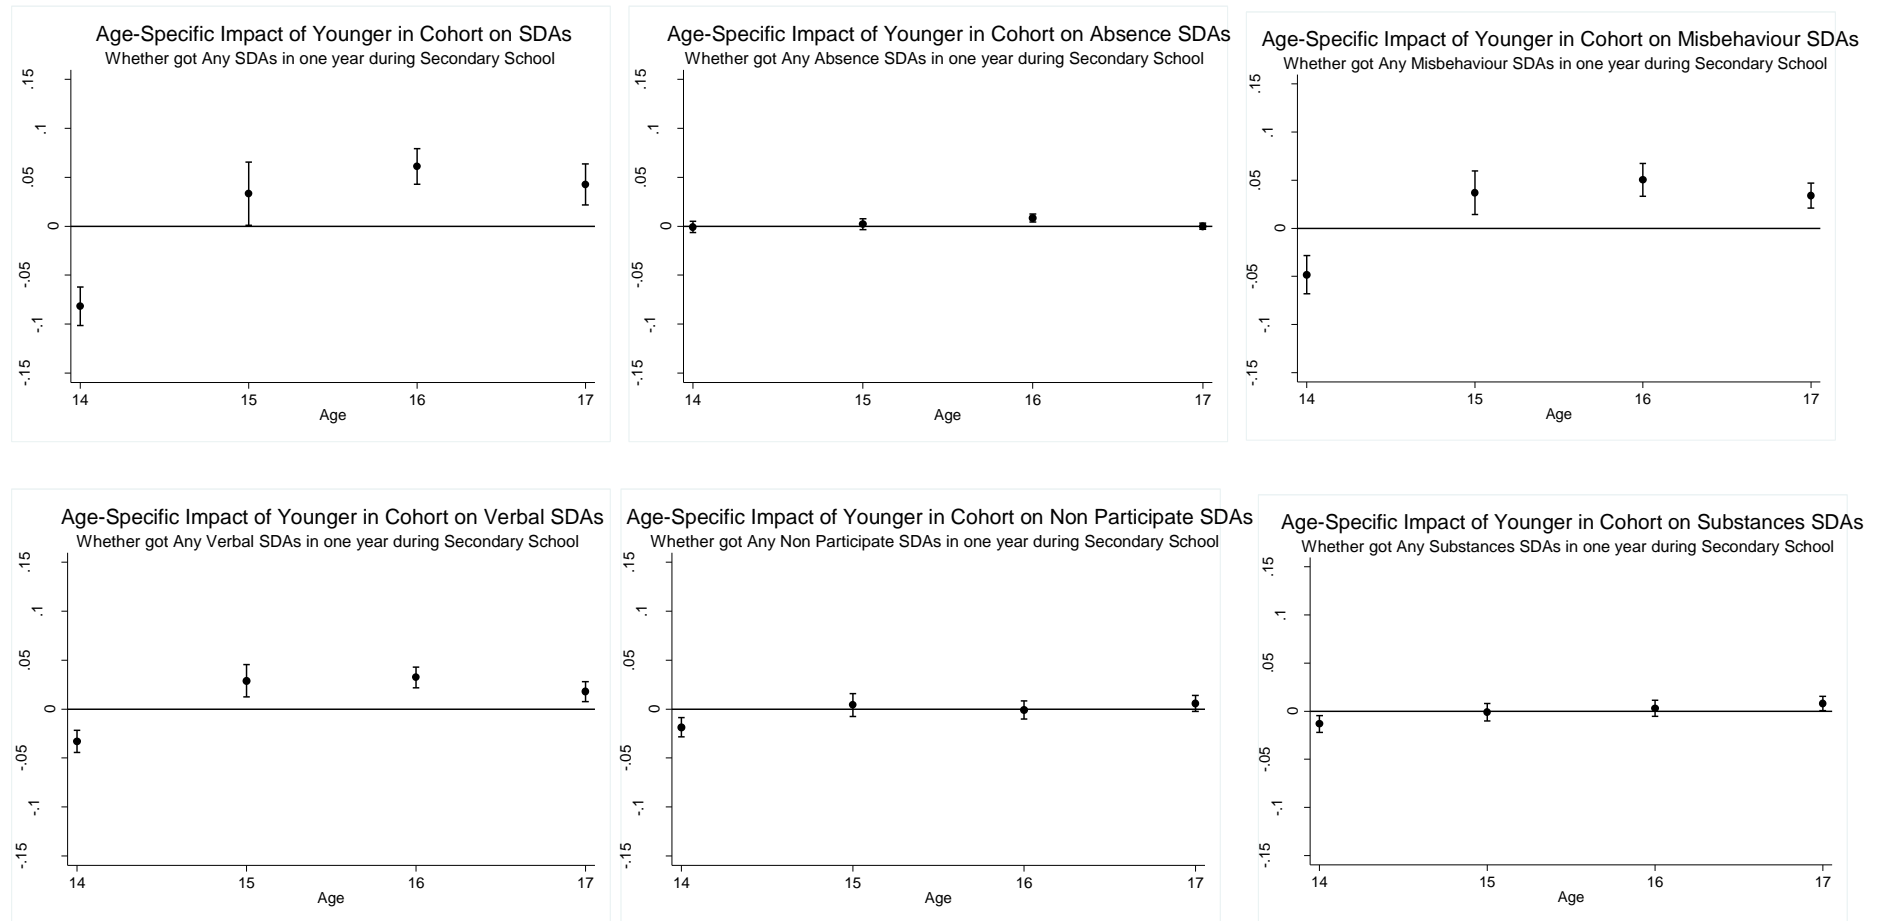 Age-Specific Impact of Younger in Cohort on SDAs
Whether got Any SDAs in one year during Secondary School
.15
.1
.05
0
-.05
-.1
-.15
14 15 16 17
Age
Age-Specific Impact of Younger in Cohort on Absence SDAs
Whether got Any Absence SDAs in one year during Secondary School
.15
.1
.05
0
-.05
-.1
-.15
14 15 16 17
Age
Age-Specific Impact of Younger in Cohort on Misbehaviour SDAs
Whether got Any Misbehaviour SDAs in one year during Secondary School
.15
.1
.05
0
-.05
-.1
-.15
14 15 16 17
Age
Age-Specific Impact of Younger in Cohort on Verbal SDAs
Whether got Any Verbal SDAs in one year during Secondary School
.15
.1
.05
0
-.05
-.1
-.15
14 15 16 17
Age
Age-Specific Impact of Younger in Cohort on Non Participate SDAs
Whether got Any Non Participate SDAs in one year during Secondary School
.15
.1
.05
0
-.05
-.1
-.15
14 15 16 17
Age
Age-Specific Impact of Younger in Cohort on Substances SDAs
Whether got Any Substances SDAs in one year during Secondary School
.15
.1
.05
0
-.05
-.1
-.15
14 15 16 17
Age